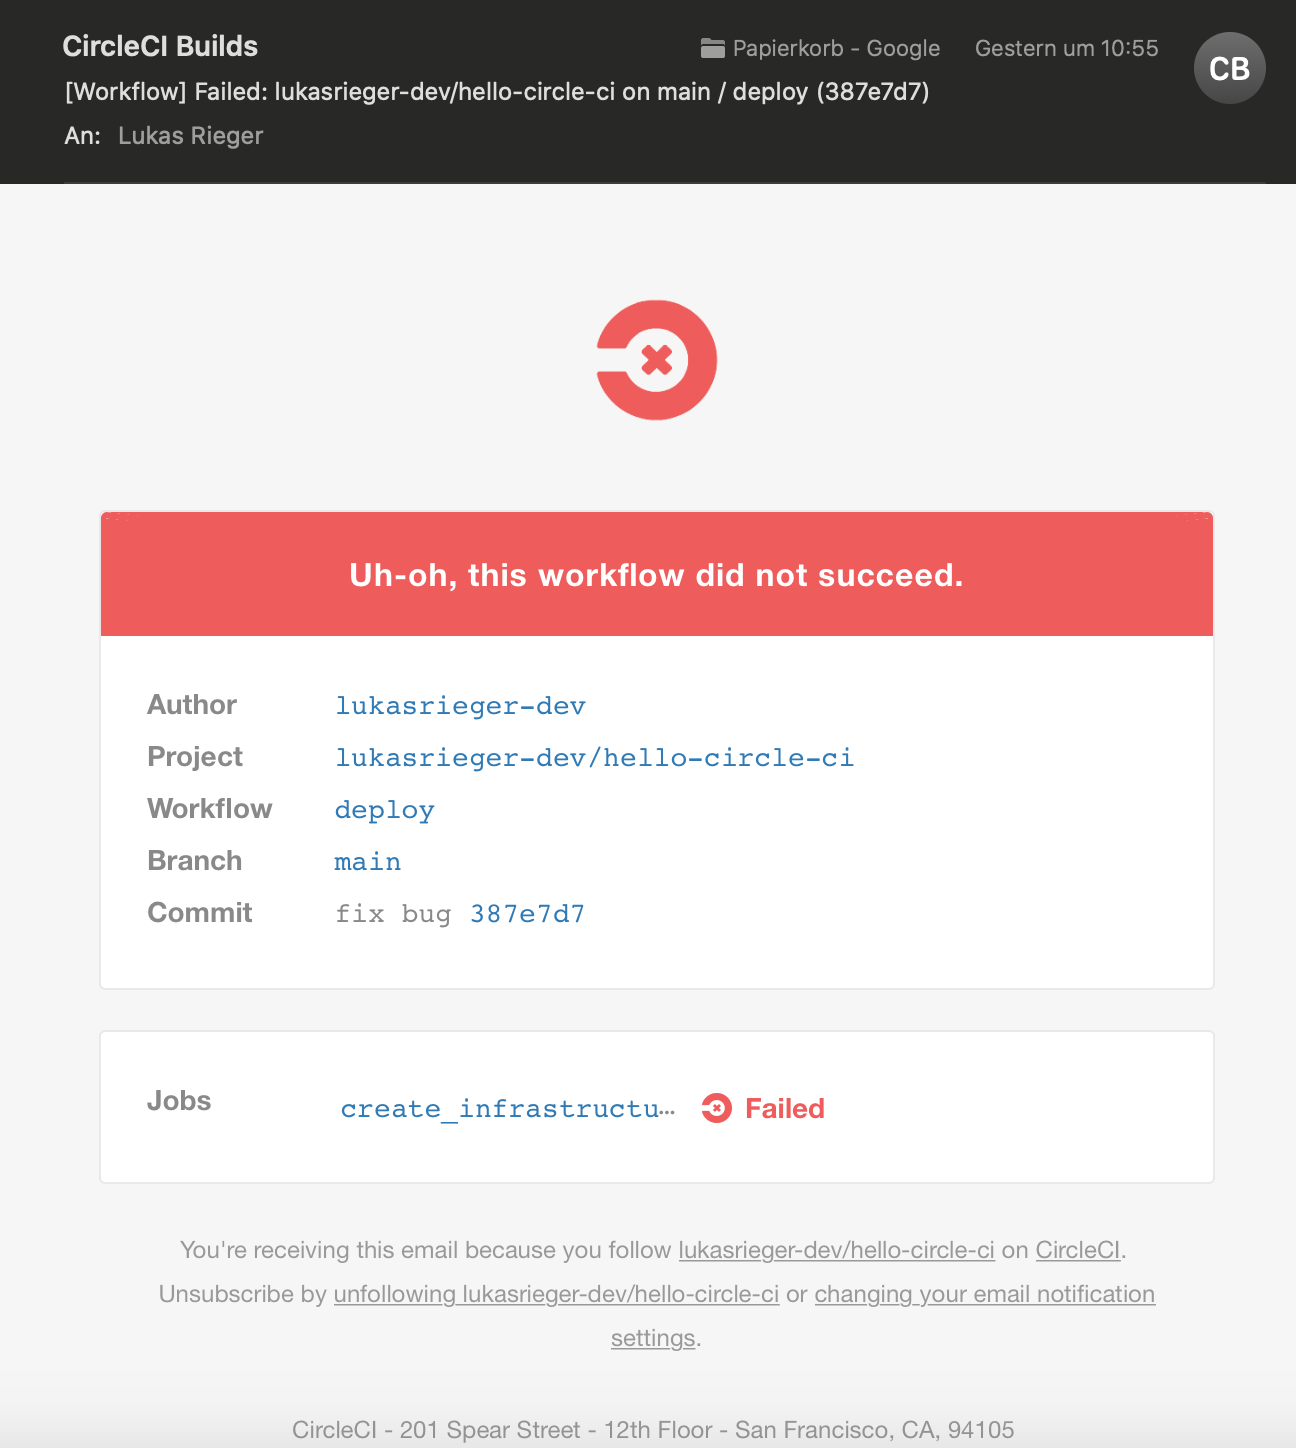 CircleCI Builds
Papierkorb - Google
Gestern um 10:55
CB
[Workflow] Failed: lukasrieger-dev/hello-circle-ci on main / deploy (387e7d7)
An: Lukas Rieger
Uh-oh, this workflow did not succeed.
Author lukasrieger-dev
Project lukasrieger-dev/hello-circle-ci
Workflow deploy
Branch main
Commit fix bug 387e7d7
Jobs create_infrastructu... Failed
You're receiving this email because you follow lukasrieger-dev/hello-circle-ci on CircleCI.
Unsubscribe by unfollowing lukasrieger-dev/hello-circle-ci or changing your email notification
settings.
CircleCI - 201 Spear Street - 12th Floor - San Francisco, CA, 94105